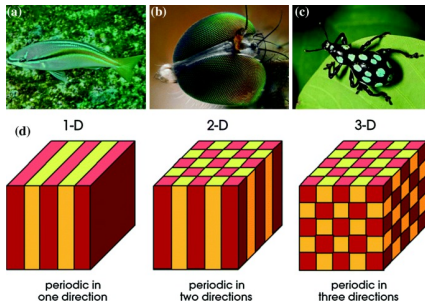 (a)
(b)
(c)
(d)
1-D
2-D
3-D
periodic in
one direction
periodic in
two directions
periodic in
three directions